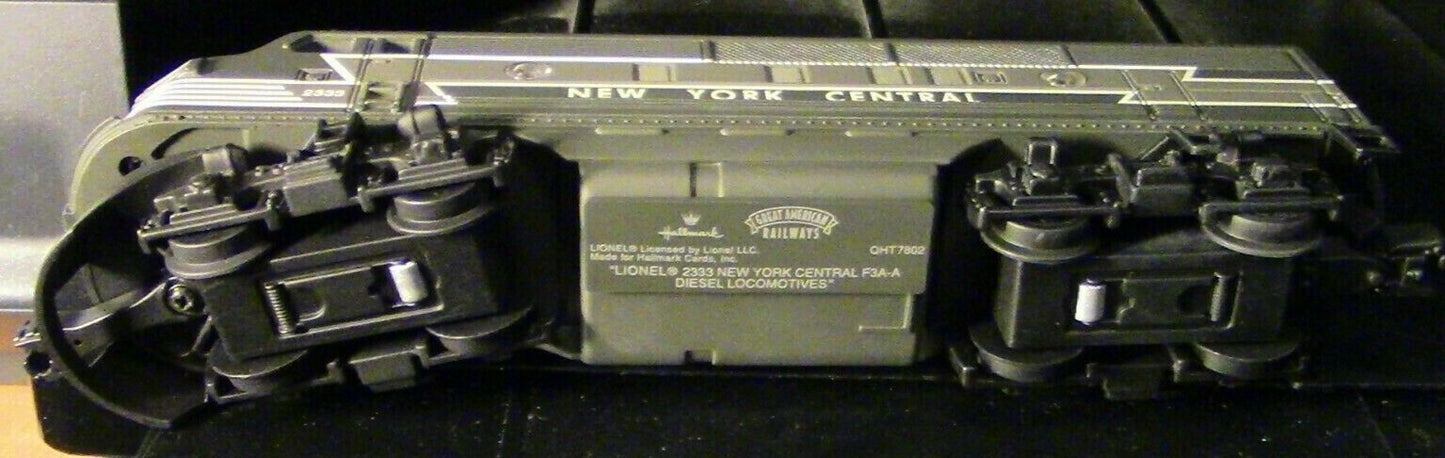 2333
NEW YORK CENTRAL
Hallmark
GREAT AMERICAN
RAILWAYS
LIONEL® Licensed by Lionel LLC.
Made for Hallmark Cards, Inc.
QHT7802
"LIONEL® 2333 NEW YORK CENTRAL F3A-A
DIESEL LOCOMOTIVES"